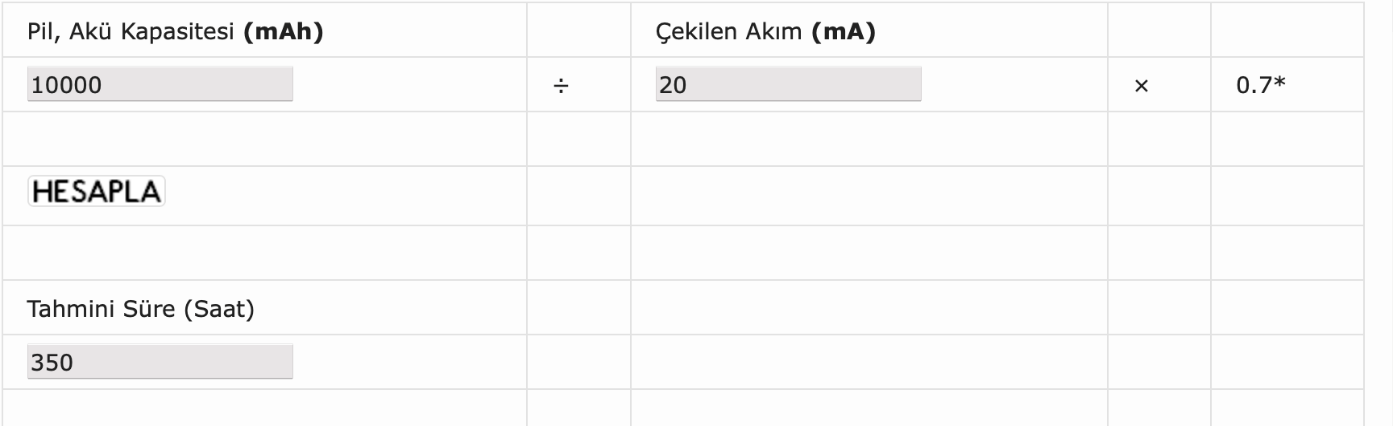 Pil, Akü Kapasitesi (mAh) Çekilen Akım (mA)
10000 ÷ 20 × 0.7*
HESAPLA
Tahmini Süre (Saat)
350